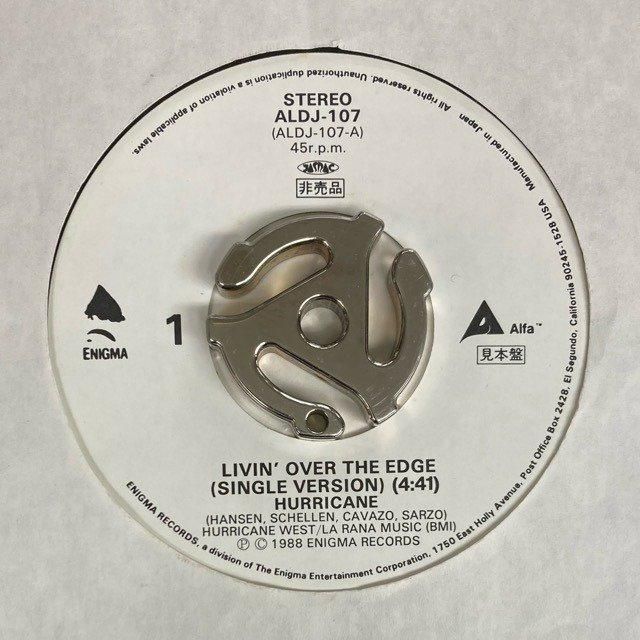 STEREO
ALDJ-107
(ALDJ-107-A)
45r.p.m.
JASRAC
非売品
ENIGMA
1
Alfa™
見本盤
LIVIN' OVER THE EDGE
(SINGLE VERSION) (4:41)
HURRICANE
(HANSEN, SCHELLEN, CAVAZO, SARZO)
HURRICANE WEST/LA RANA MUSIC (BMI)
Ⓟ © 1988 ENIGMA RECORDS
ENIGMA RECORDS, a division of The Enigma Entertainment Corporation, 1750 East Holly Avenue, Post Office Box 2428, El Segundo, California 90245-1528 USA Manufactured in Japan All rights reserved. Unauthorized duplication is a violation of applicable laws.